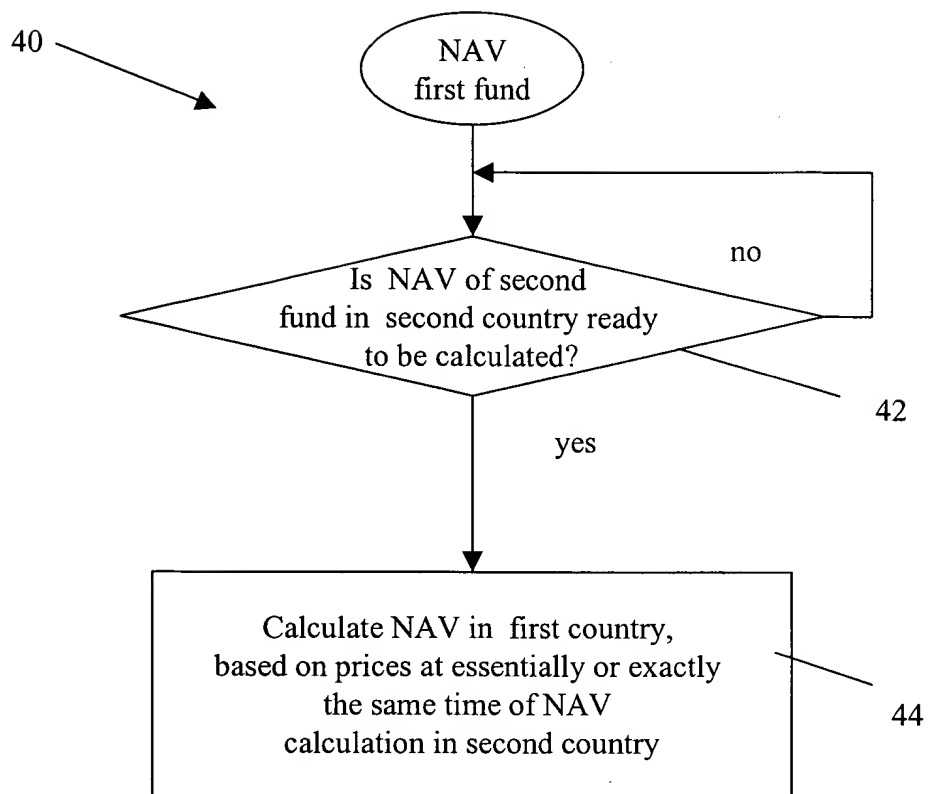 40
NAV
first fund
no
Is NAV of second
fund in second country ready
to be calculated?
42
yes
Calculate NAV in first country,
based on prices at essentially or exactly
the same time of NAV
calculation in second country
44